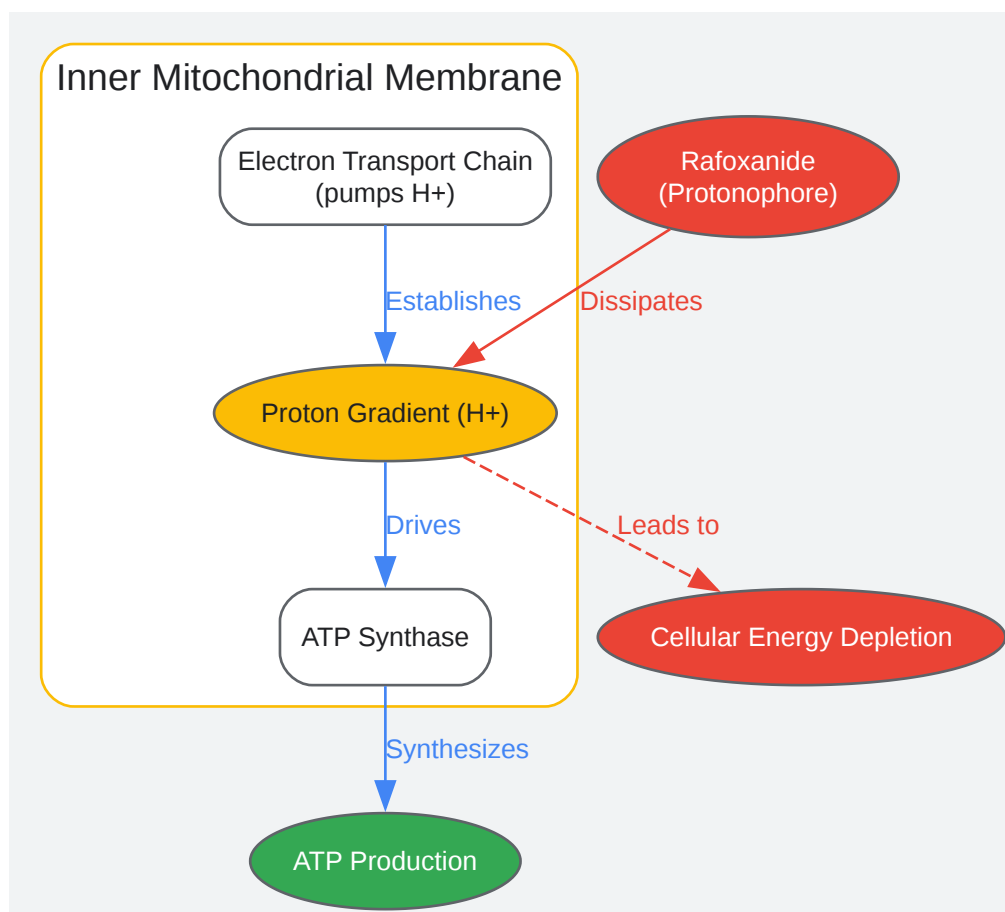 Inner Mitochondrial Membrane
Electron Transport Chain
(pumps H+)
Rafoxanide
(Protonophore)
Establishes
Dissipates
Proton Gradient (H+)
Drives
Leads to
ATP Synthase
Cellular Energy Depletion
Synthesizes
ATP Production